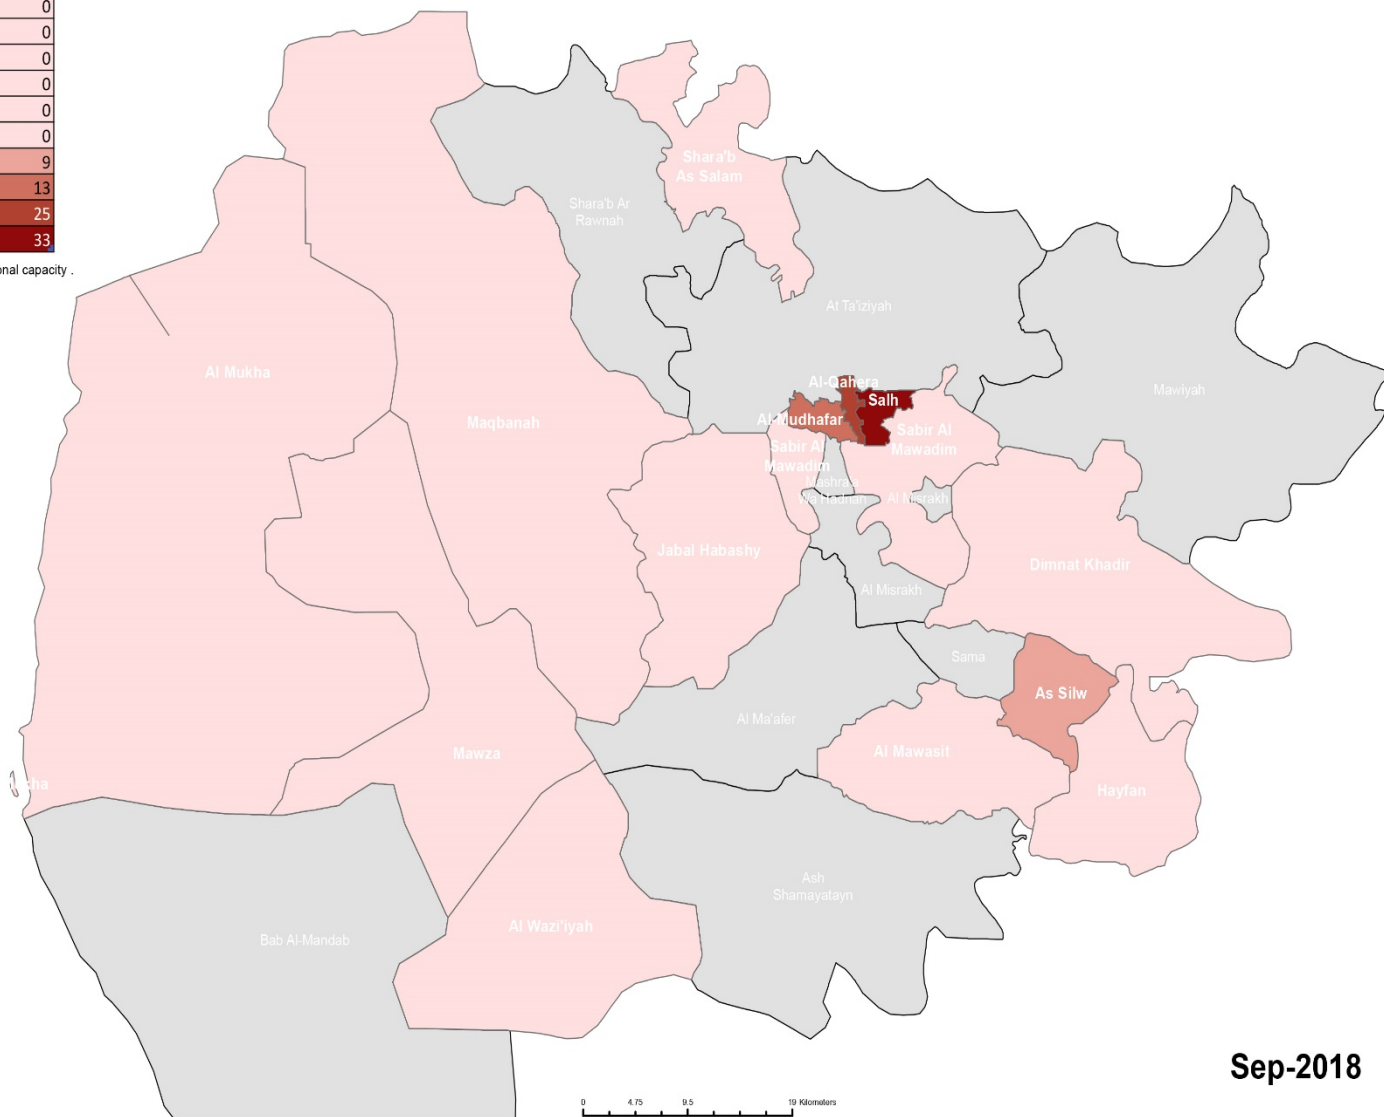 0
0
0
0
0
0
9
13
25
33
onal capacity .
Shara'b
As Salam
Shara'b Ar
Rawnah
At Ta'iziyah
Al Mukha
Al-Qahera
Salh
Mawiyah
Maqbanah
Al-Mudhafar
Sabir Al
Mawadim
Sabir Al
Mawadim
Mashra'a
Wa Hadnan
Al Misrakh
Jabal Habashy
Dimnat Khadir
Al Misrakh
Sama
As Silw
Al Ma'afer
Al Mawasit
Mawza
Hayfan
Ash
Shamayatayn
Al Wazi'iyah
Bab Al-Mandab
Sep-2018
0 4.75 9.5 19 Kilometers